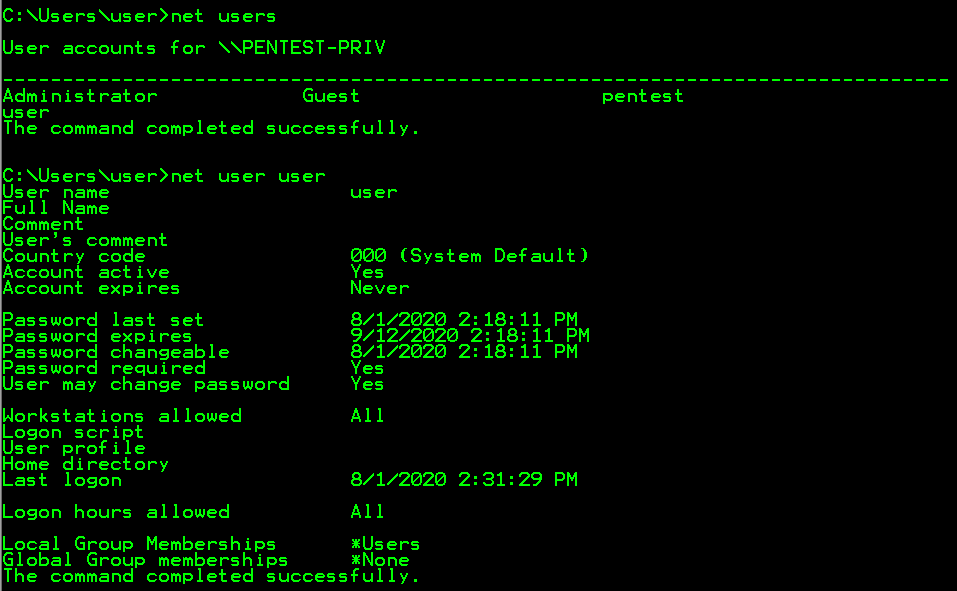 C:\Users\user>net users
User accounts for \\PENTEST-PRIV
-------------------------------------------------------------------------------
Administrator            Guest                    pentest
user
The command completed successfully.
C:\Users\user>net user user
User name                    user
Full Name
Comment
User's comment
Country code                 000 (System Default)
Account active               Yes
Account expires              Never
Password last set            8/1/2020 2:18:11 PM
Password expires             9/12/2020 2:18:11 PM
Password changeable          8/1/2020 2:18:11 PM
Password required            Yes
User may change password     Yes
Workstations allowed         All
Logon script
User profile
Home directory
Last logon                   8/1/2020 2:31:29 PM
Logon hours allowed          All
Local Group Memberships      *Users
Global Group memberships     *None
The command completed successfully.